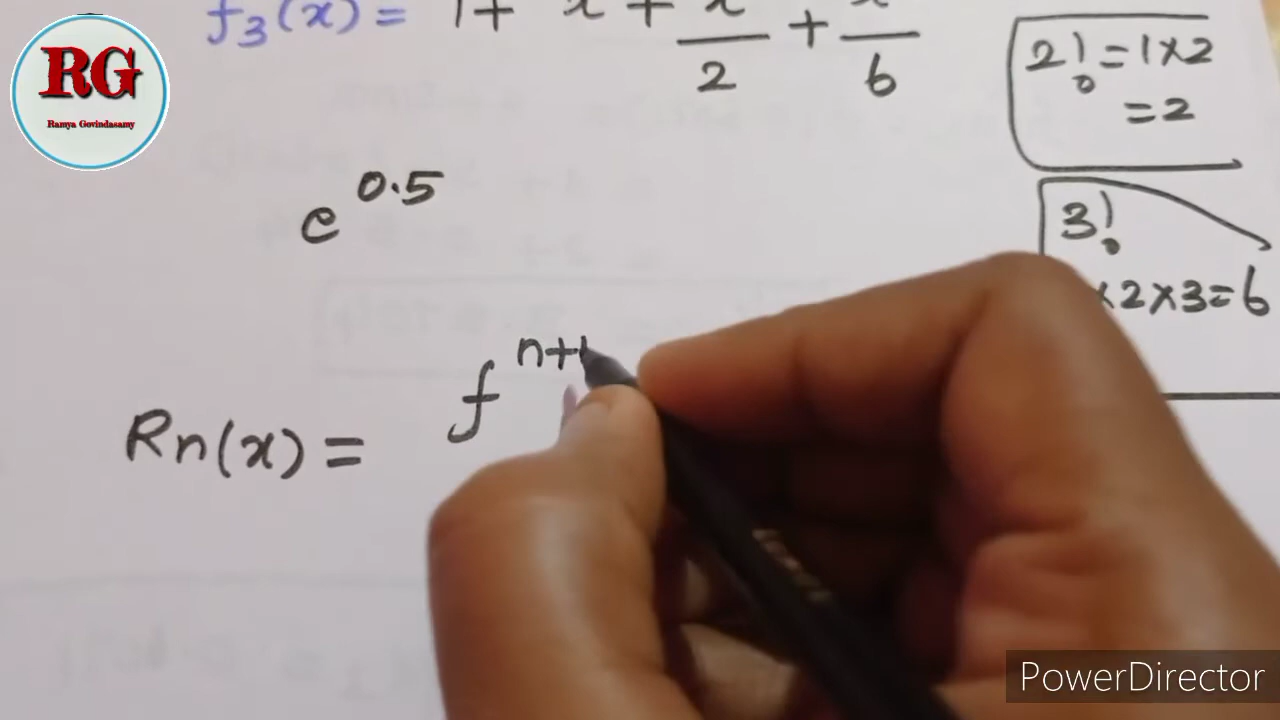 f3(x) = 1 + x + x/2 + x/6
2! = 1×2
= 2
RG
Ramya Govindasamy
e^0.5
3!
×2×3=6
f^n+1
Rn(x) =
PowerDirector